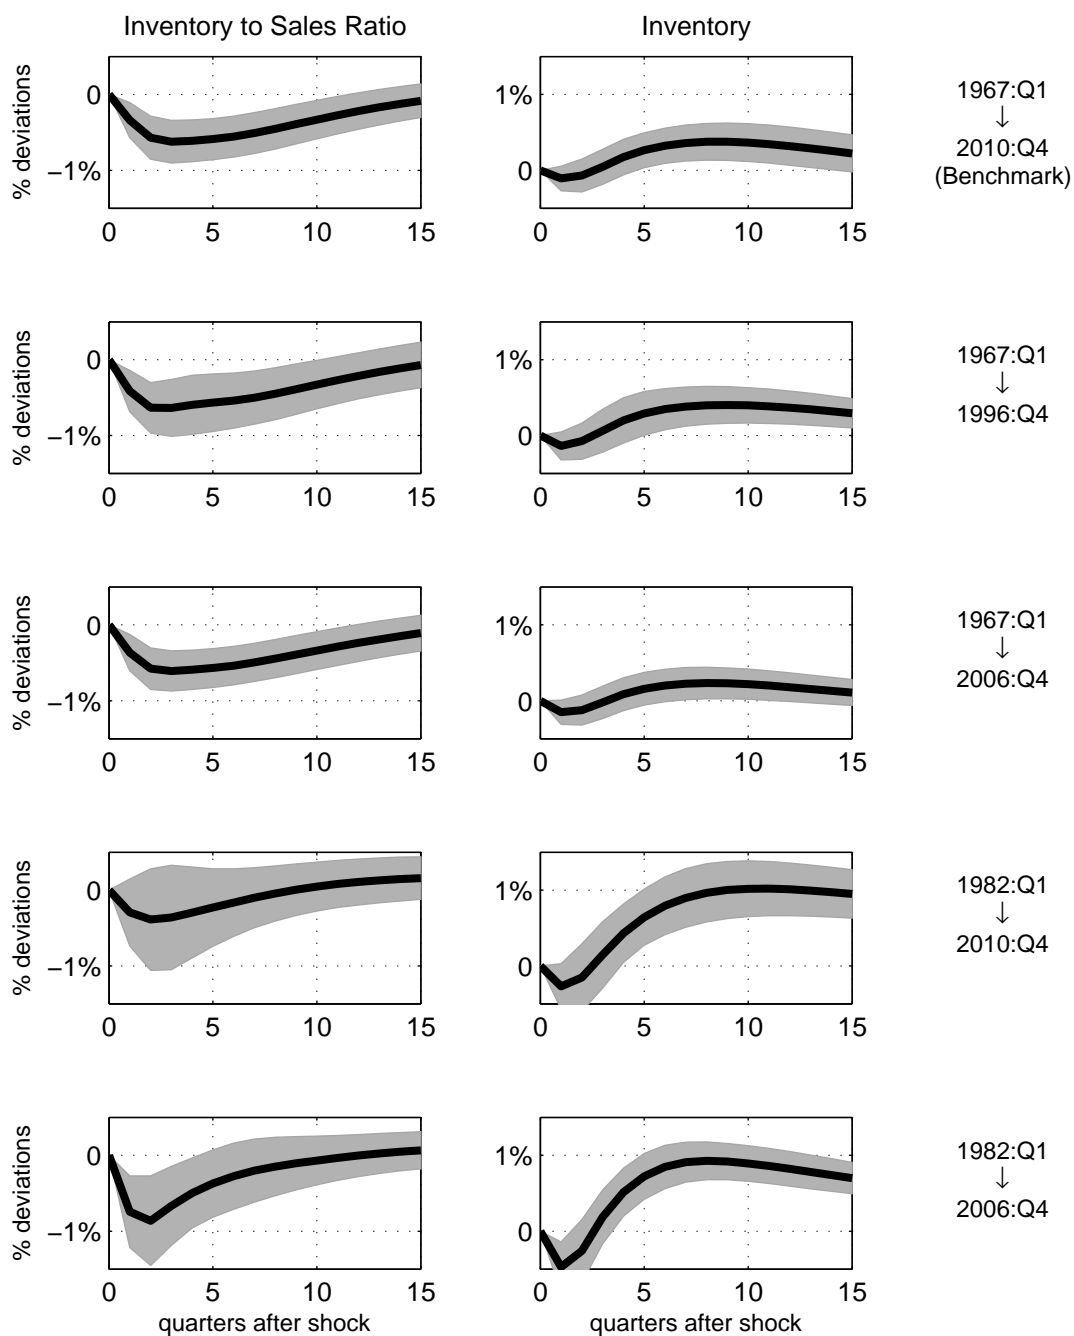 Inventory to Sales Ratio
Inventory
% deviations
0
−1%
0 5 10 15
1%
0
0 5 10 15
1967:Q1
↓
2010:Q4
(Benchmark)
% deviations
0
−1%
0 5 10 15
1%
0
0 5 10 15
1967:Q1
↓
1996:Q4
% deviations
0
−1%
0 5 10 15
1%
0
0 5 10 15
1967:Q1
↓
2006:Q4
% deviations
0
−1%
0 5 10 15
1%
0
0 5 10 15
1982:Q1
↓
2010:Q4
% deviations
0
−1%
0 5 10 15
quarters after shock
1%
0
0 5 10 15
quarters after shock
1982:Q1
↓
2006:Q4